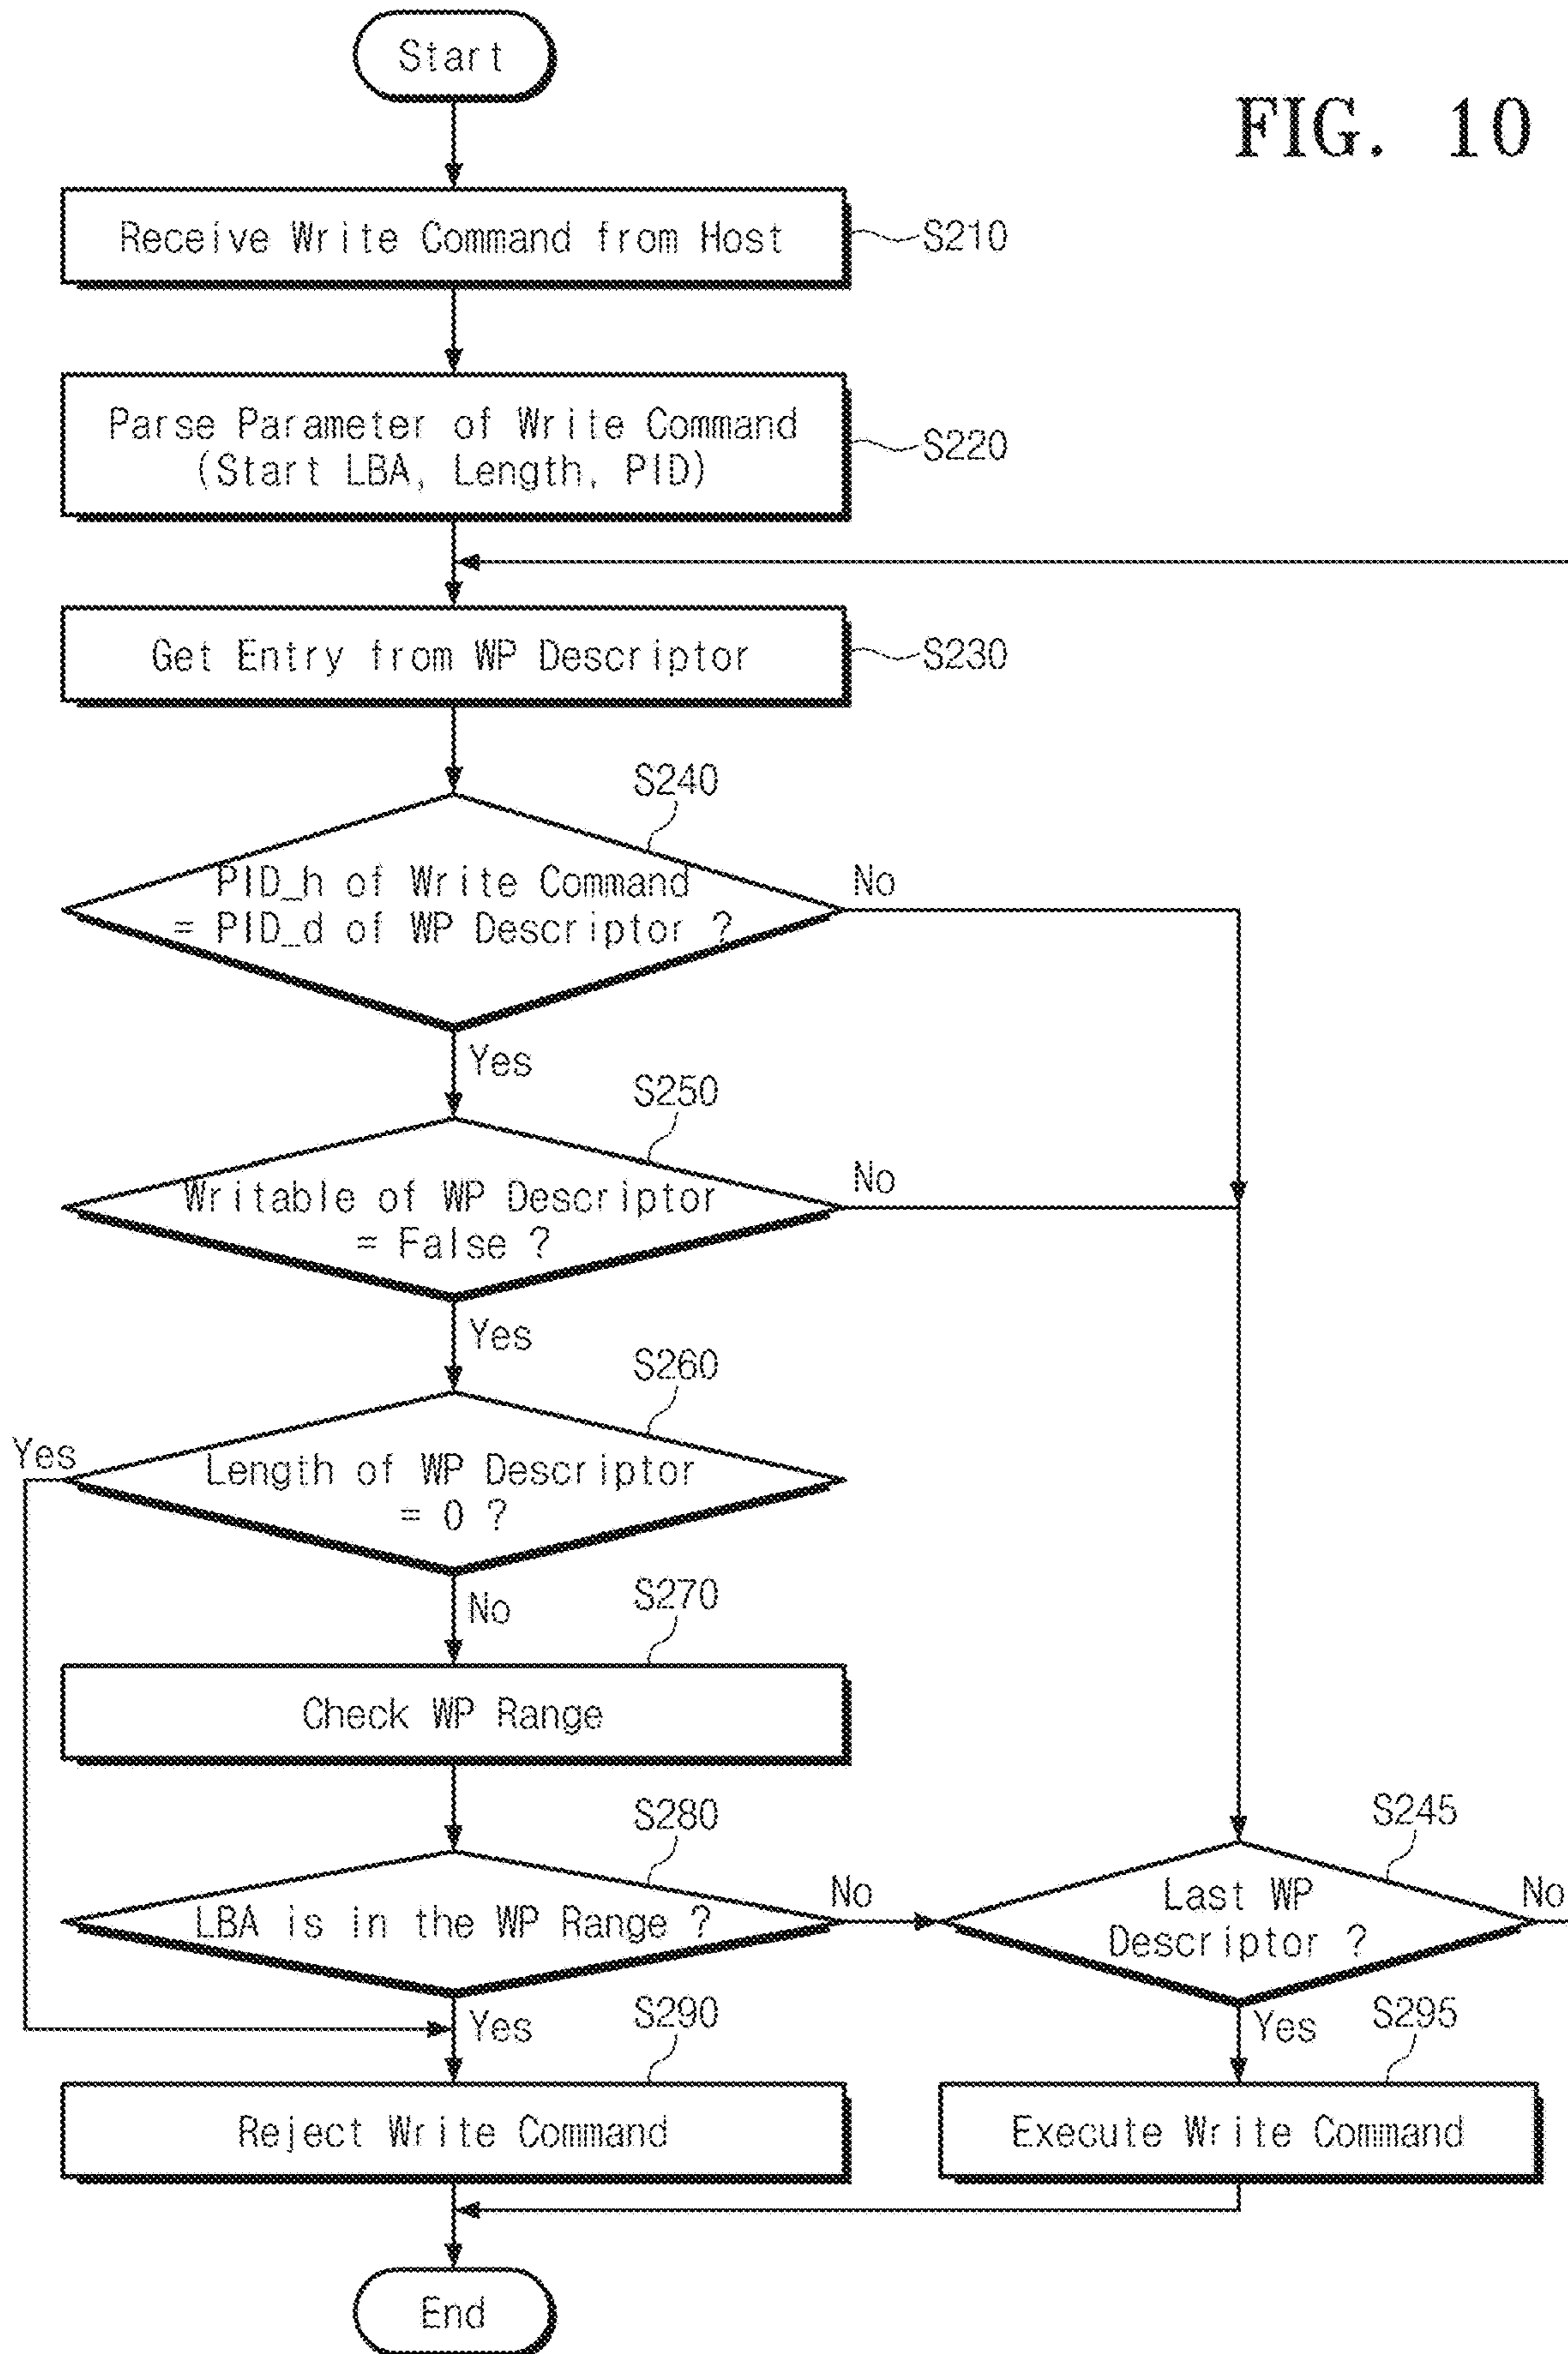 Start
FIG. 10
Receive Write Command from Host
S210
Parse Parameter of Write Command
(Start LBA, Length, PID)
S220
Get Entry from WP Descriptor
S230
S240
PID_h of Write Command
= PID_d of WP Descriptor ?
No
Yes
S250
Writable of WP Descriptor
= False ?
No
Yes
S260
Yes
Length of WP Descriptor
= 0 ?
No
S270
Check WP Range
S280
LBA is in the WP Range ?
No
S245
Last WP
Descriptor ?
No
Yes
S290
Yes
S295
Reject Write Command
Execute Write Command
End